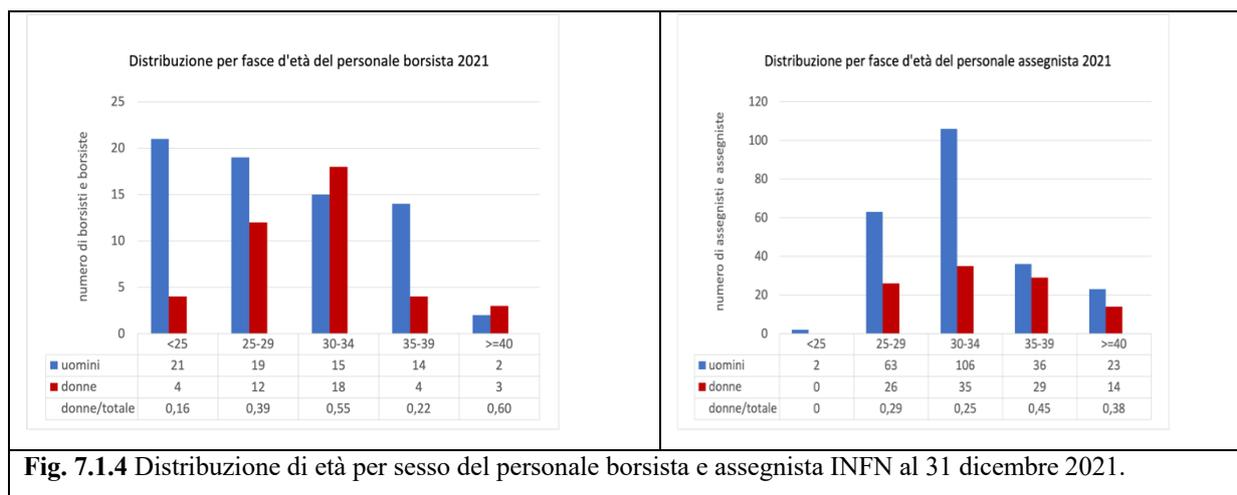 Distribuzione per fasce d'età del personale borsista 2021
numero di borsisti e borsiste
25
20
15
10
5
0
<25 25-29 30-34 35-39 >=40
uomini 21 19 15 14 2
donne 4 12 18 4 3
donne/totale 0,16 0,39 0,55 0,22 0,60
Distribuzione per fasce d'età del personale assegnista 2021
numero di assegnisti e assegniste
120
100
80
60
40
20
0
<25 25-29 30-34 35-39 >=40
uomini 2 63 106 36 23
donne 0 26 35 29 14
donne/totale 0 0,29 0,25 0,45 0,38
Fig. 7.1.4 Distribuzione di età per sesso del personale borsista e assegnista INFN al 31 dicembre 2021.